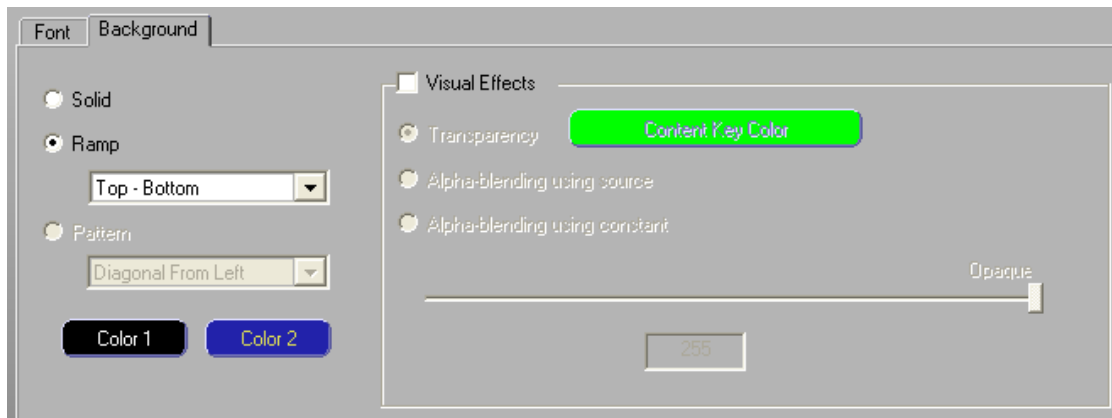 Font Background
Solid
Ramp
Top - Bottom
Pattern
Diagonal From Left
Color 1 Color 2
Visual Effects
Transparency Content Key Color
Alpha-blending using source
Alpha-blending using constant
Opaque
255